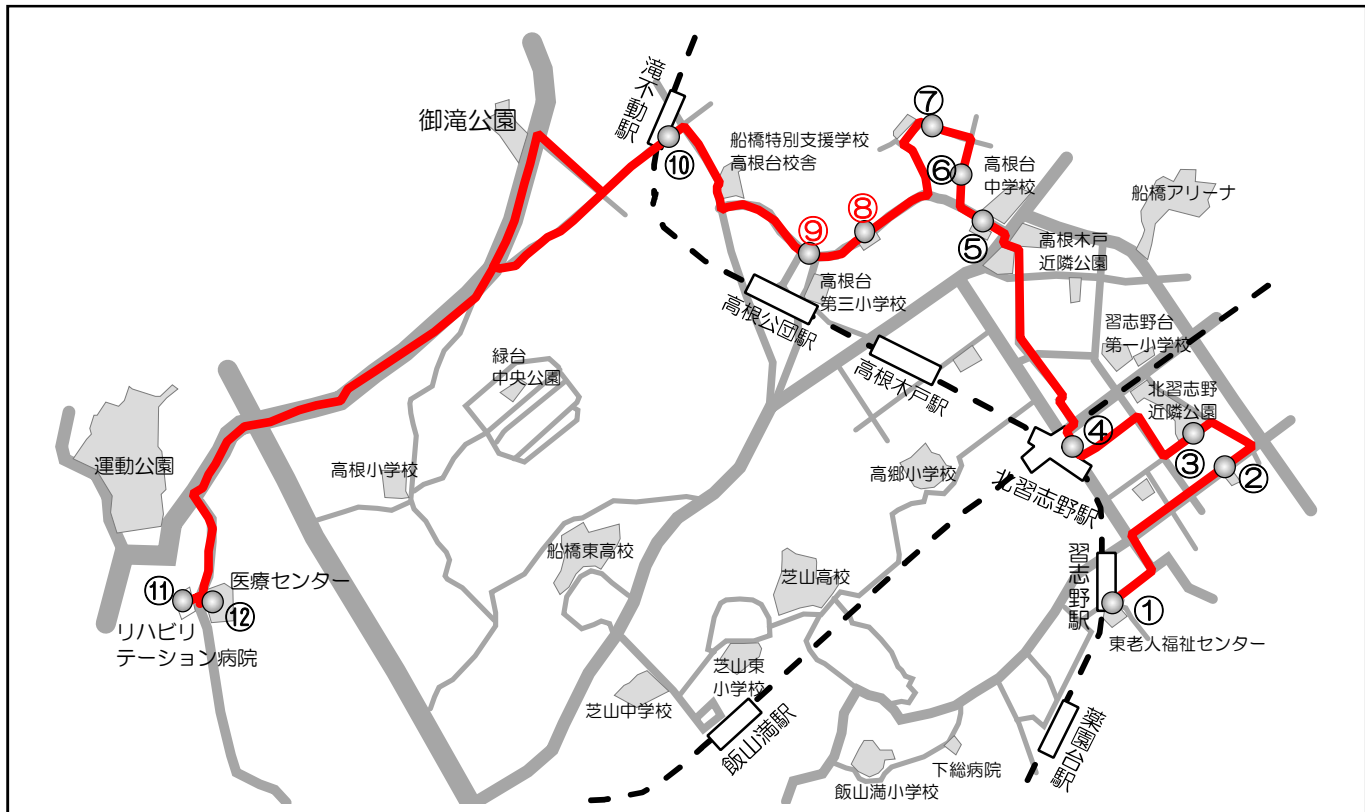 滝不動駅
御滝公園
⑩
船橋特別支援学校
高根台校舎
⑦
⑥
高根台
中学校
船橋アリーナ
⑧
⑨
⑤
高根木戸
近隣公園
高根台
第三小学校
高根公団駅
習志野台
第一小学校
高根木戸駅
緑台
中央公園
北習志野
近隣公園
④
③
②
運動公園
高根小学校
高郷小学校
北習志野駅
船橋東高校
芝山高校
習志野駅
①
東老人福祉センター
⑪
医療センター
⑫
リハビリ
テーション病院
芝山東
小学校
芝山中学校
飯山満駅
薬園台駅
下総病院
飯山満小学校